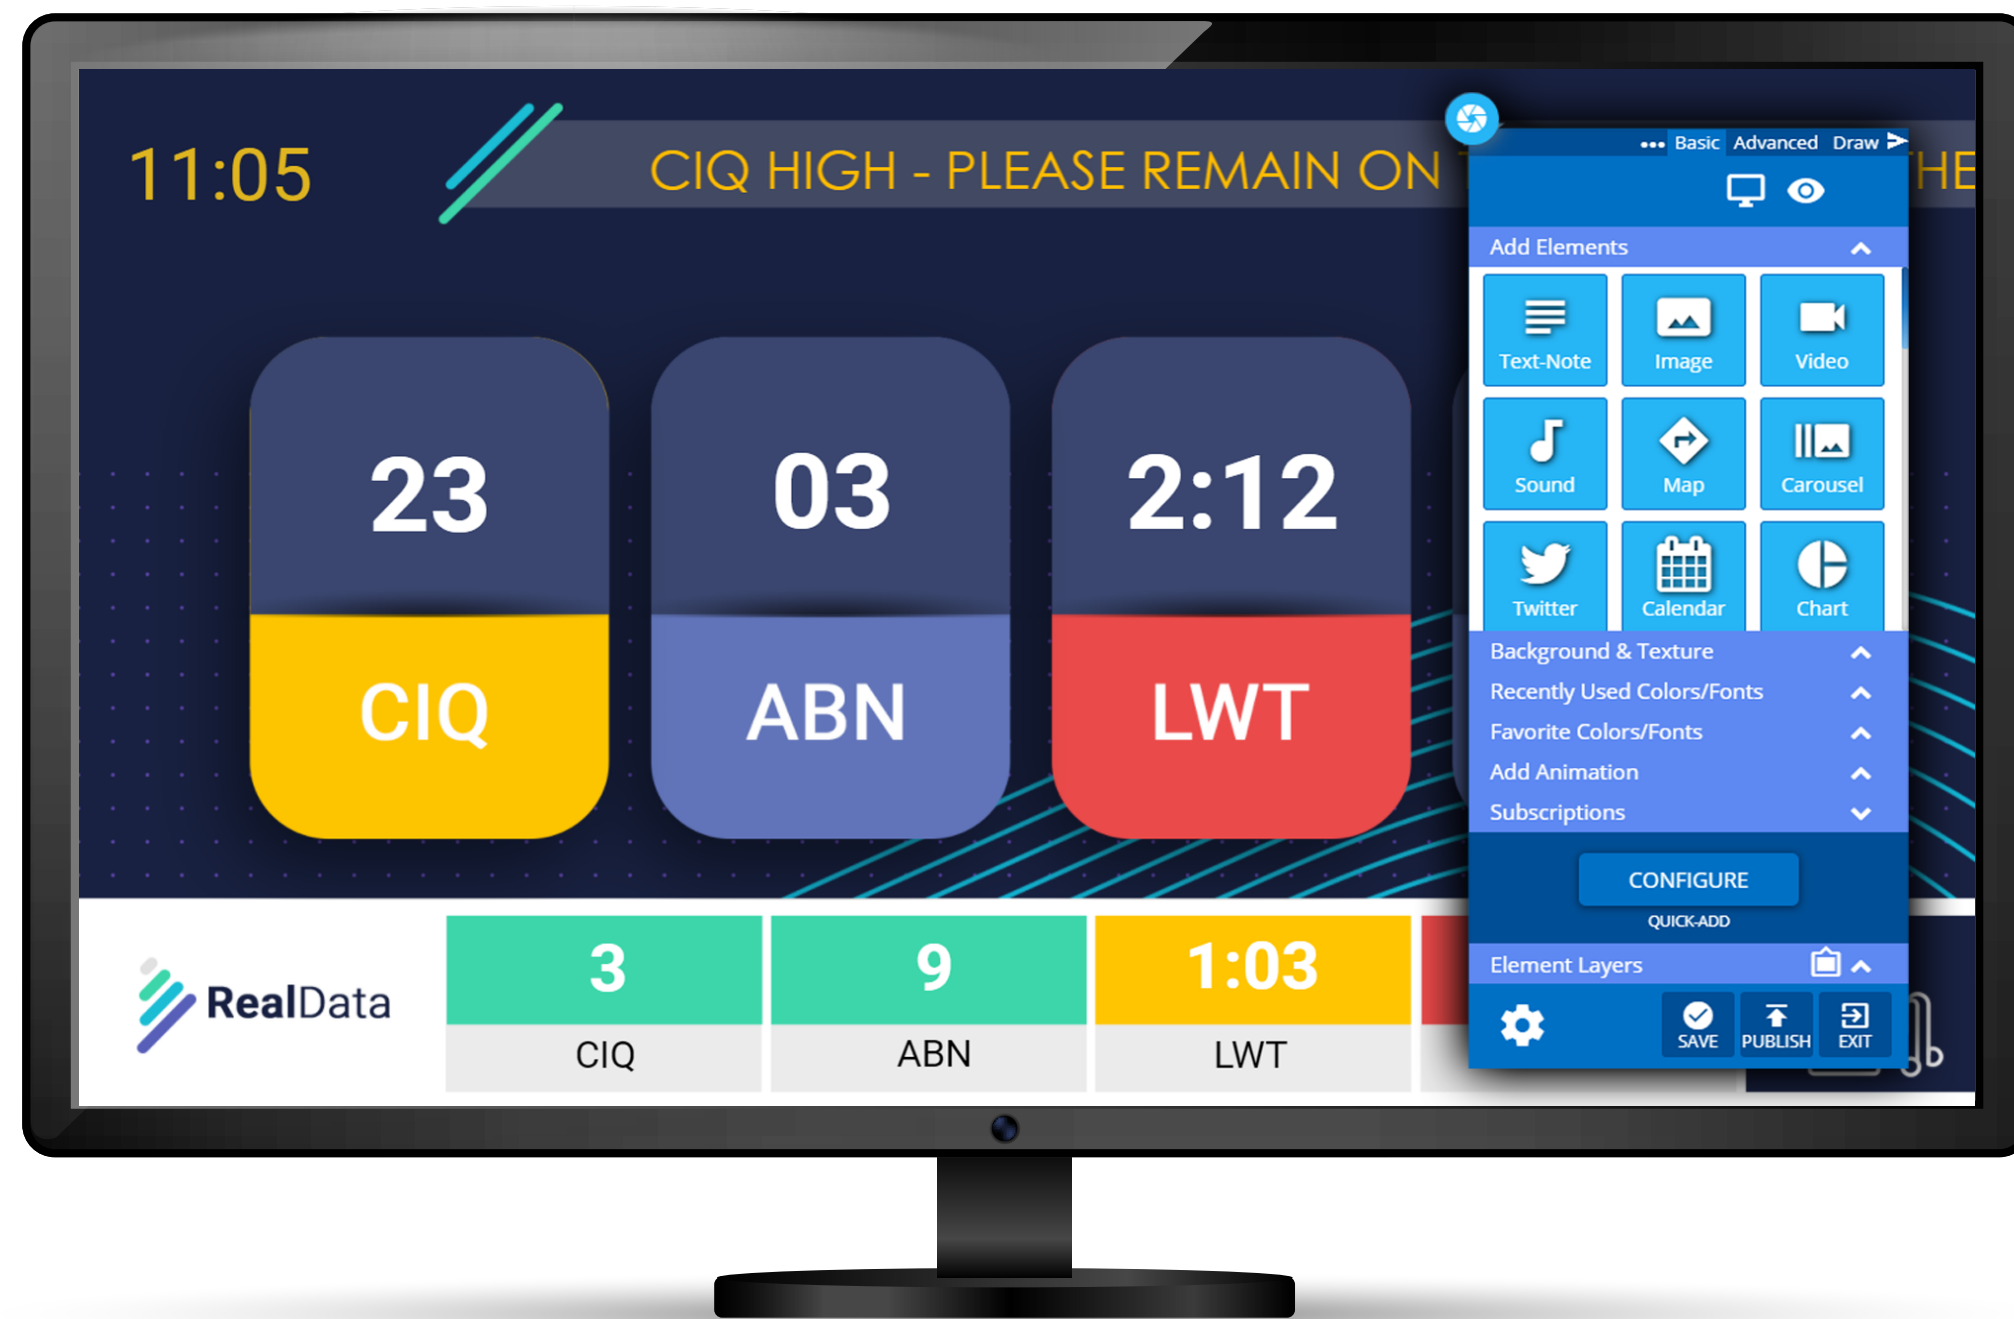 11:05
CIQ HIGH - PLEASE REMAIN ON
HE
23
CIQ
03
ABN
2:12
LWT
RealData
3
CIQ
9
ABN
1:03
LWT
Basic Advanced Draw
Add Elements
Text-Note Image Video
Sound Map Carousel
Twitter Calendar Chart
Background & Texture
Recently Used Colors/Fonts
Favorite Colors/Fonts
Add Animation
Subscriptions
CONFIGURE
QUICK-ADD
Element Layers
SAVE PUBLISH EXIT